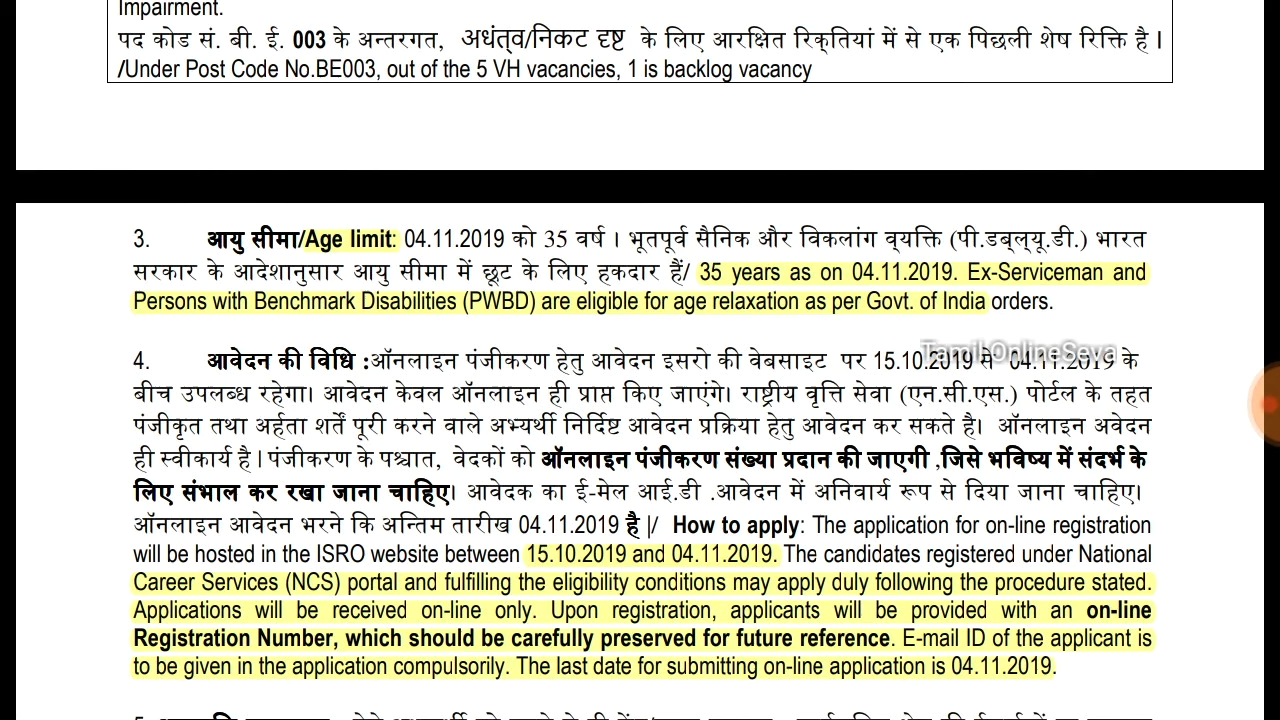 Impairment.
पद कोड सं. बी. ई. 003 के अन्तरगत, अधंत्व/निकट दृष्ट के लिए आरक्षित रिक्तियां में से एक पिछली शेष रिक्ति है।
/Under Post Code No.BE003, out of the 5 VH vacancies, 1 is backlog vacancy
3. आयु सीमा/Age limit: 04.11.2019 को 35 वर्ष । भूतपूर्व सैनिक और विकलांग व्यक्ति (पी.डब्ल्यू.डी.) भारत
सरकार के आदेशानुसार आयु सीमा में छूट के लिए हकदार हैं/ 35 years as on 04.11.2019. Ex-Serviceman and
Persons with Benchmark Disabilities (PWBD) are eligible for age relaxation as per Govt. of India orders.
Tamil OnlineSeva
4. आवेदन की विधि :ऑनलाइन पंजीकरण हेतु आवेदन इसरो की वेबसाइट पर 15.10.2019 से 04.11.2019 के
बीच उपलब्ध रहेगा। आवेदन केवल ऑनलाइन ही प्राप्त किए जाएंगे। राष्ट्रीय वृत्ति सेवा (एन.सी.एस.) पोर्टल के तहत
पंजीकृत तथा अर्हता शर्तें पूरी करने वाले अभ्यर्थी निर्दिष्ट आवेदन प्रक्रिया हेतु आवेदन कर सकते है। ऑनलाइन अवेदन
ही स्वीकार्य है | पंजीकरण के पश्चात, वेदकों को ऑनलाइन पंजीकरण संख्या प्रदान की जाएगी ,जिसे भविष्य में संदर्भ के
लिए संभाल कर रखा जाना चाहिए। आवेदक का ई-मेल आई.डी .आवेदन में अनिवार्य रूप से दिया जाना चाहिए।
ऑनलाइन आवेदन भरने कि अन्तिम तारीख 04.11.2019 है |/ How to apply: The application for on-line registration
will be hosted in the ISRO website between 15.10.2019 and 04.11.2019. The candidates registered under National
Career Services (NCS) portal and fulfilling the eligibility conditions may apply duly following the procedure stated.
Applications will be received on-line only. Upon registration, applicants will be provided with an on-line
Registration Number, which should be carefully preserved for future reference. E-mail ID of the applicant is
to be given in the application compulsorily. The last date for submitting on-line application is 04.11.2019.